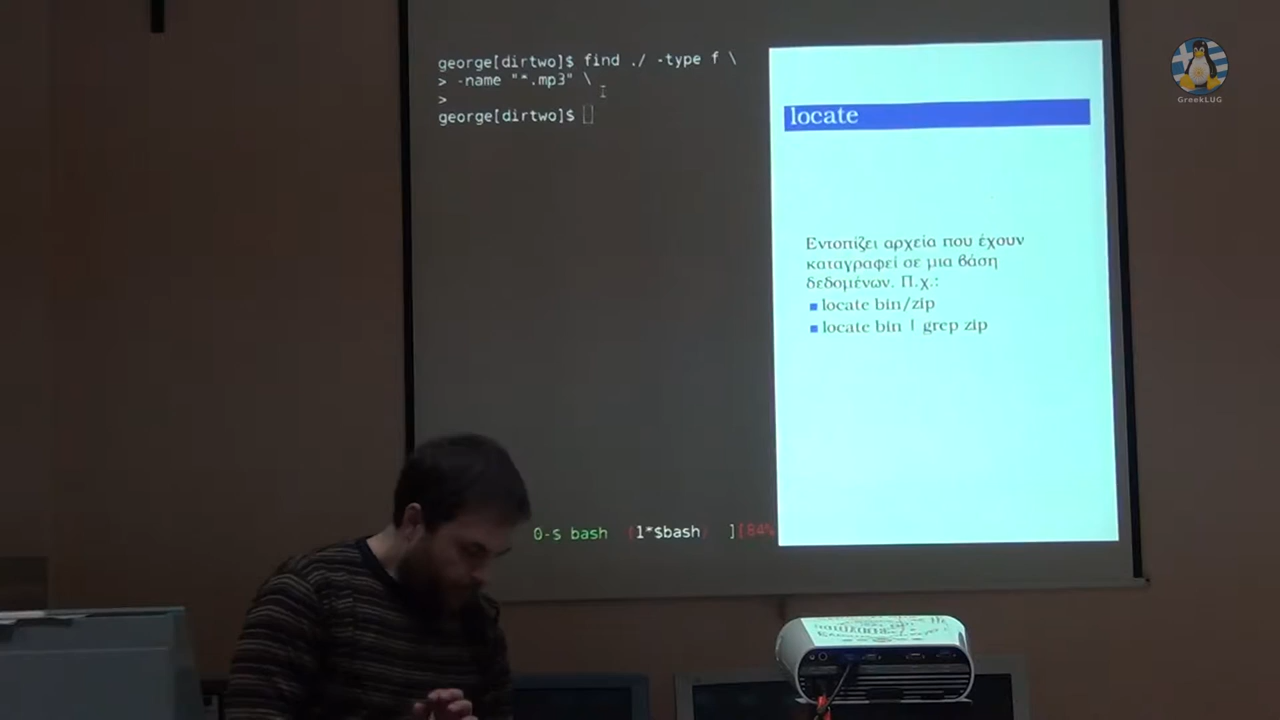 george[dirtwo]$ find ./ -type f \
> -name "*.mp3" \
>
george[dirtwo]$
0-$ bash (1*$bash) ][84%
locate
Εντοπίζει αρχεία που έχουν
καταγραφεί σε μια βάση
δεδομένων. Π.χ.:
locate bin/zip
locate bin | grep zip
GreekLUG